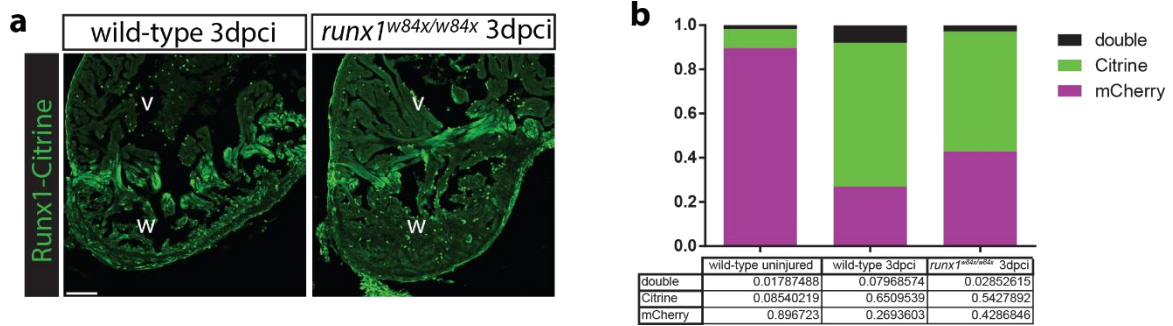 a
wild-type 3dpci
runx1w84x/w84x 3dpci
Runx1-Citrine
V
V
W
W
b
1.0
0.8
0.6
0.4
0.2
0.0
double
Citrine
mCherry
wild-type uninjured wild-type 3dpci runx1w84x/w84x 3dpci
double 0.01787488 0.07968574 0.02852615
Citrine 0.08540219 0.6509539 0.5427892
mCherry 0.896723 0.2693603 0.4286846